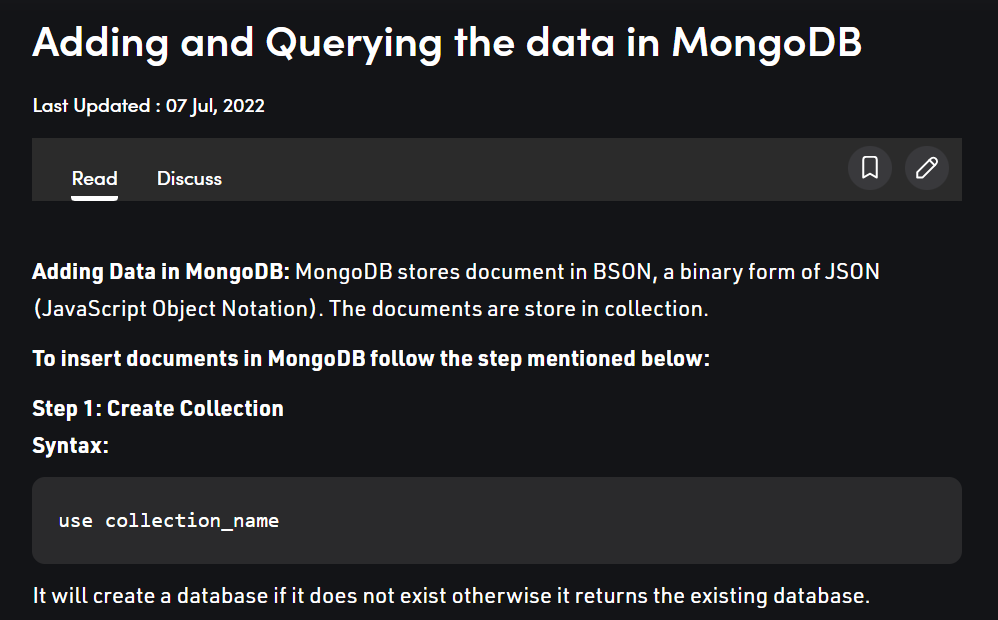 Adding and Querying the data in MongoDB
Last Updated : 07 Jul, 2022
Read Discuss
Adding Data in MongoDB: MongoDB stores document in BSON, a binary form of JSON
(JavaScript Object Notation). The documents are store in collection.
To insert documents in MongoDB follow the step mentioned below:
Step 1: Create Collection
Syntax:
use collection_name
It will create a database if it does not exist otherwise it returns the existing database.